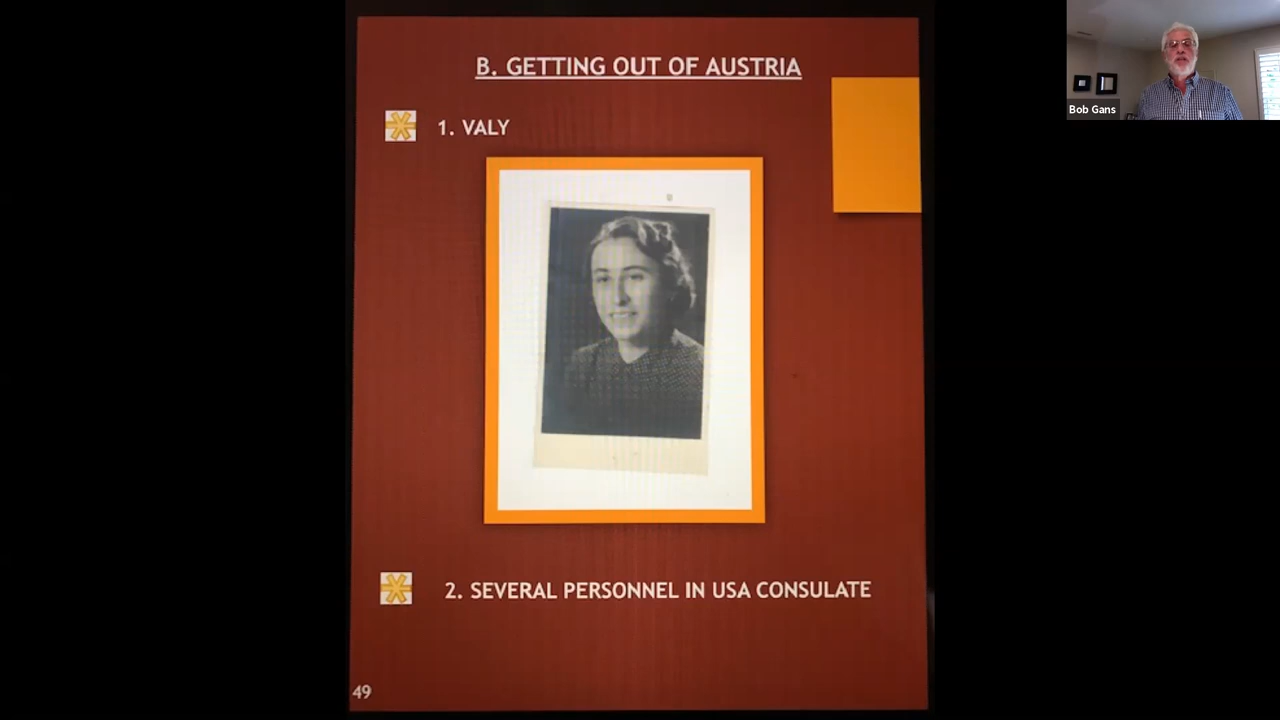 B. GETTING OUT OF AUSTRIA
1. VALY
2. SEVERAL PERSONNEL IN USA CONSULATE
49
Bob Gans